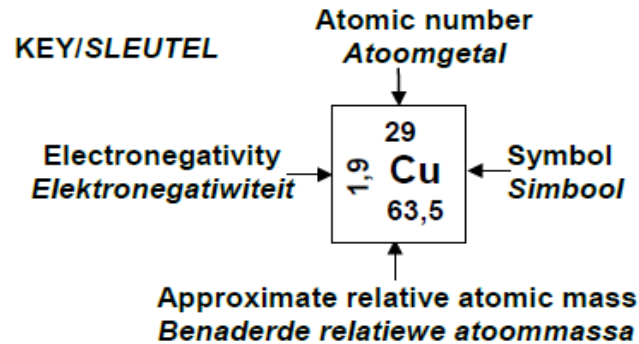 KEY/SLEUTEL
Atomic number
Atoomgetal
Electronegativity
Elektronegatiwiteit
29
1,9
Cu
63,5
Symbol
Simbool
Approximate relative atomic mass
Benaderde relatiewe atoommassa